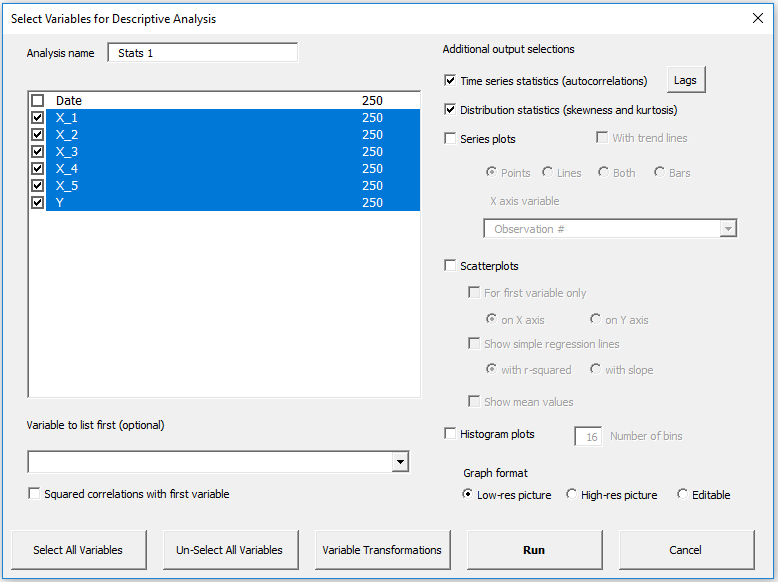 Select Variables for Descriptive Analysis
Analysis name Stats 1
Date 250
X_1 250
X_2 250
X_3 250
X_4 250
X_5 250
Y 250
Variable to list first (optional)
Squared correlations with first variable
Additional output selections
Time series statistics (autocorrelations) Lags
Distribution statistics (skewness and kurtosis)
Series plots With trend lines
Points Lines Both Bars
X axis variable
Observation #
Scatterplots
For first variable only
on X axis on Y axis
Show simple regression lines
with r-squared with slope
Show mean values
Histogram plots 16 Number of bins
Graph format
Low-res picture High-res picture Editable
Select All Variables Un-Select All Variables Variable Transformations Run Cancel